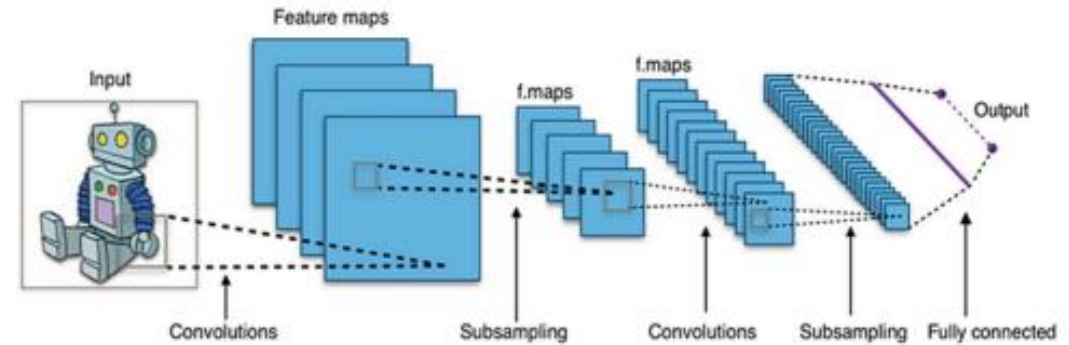 Feature maps
Input
f.maps
f.maps
Output
Convolutions
Subsampling
Convolutions
Subsampling
Fully connected